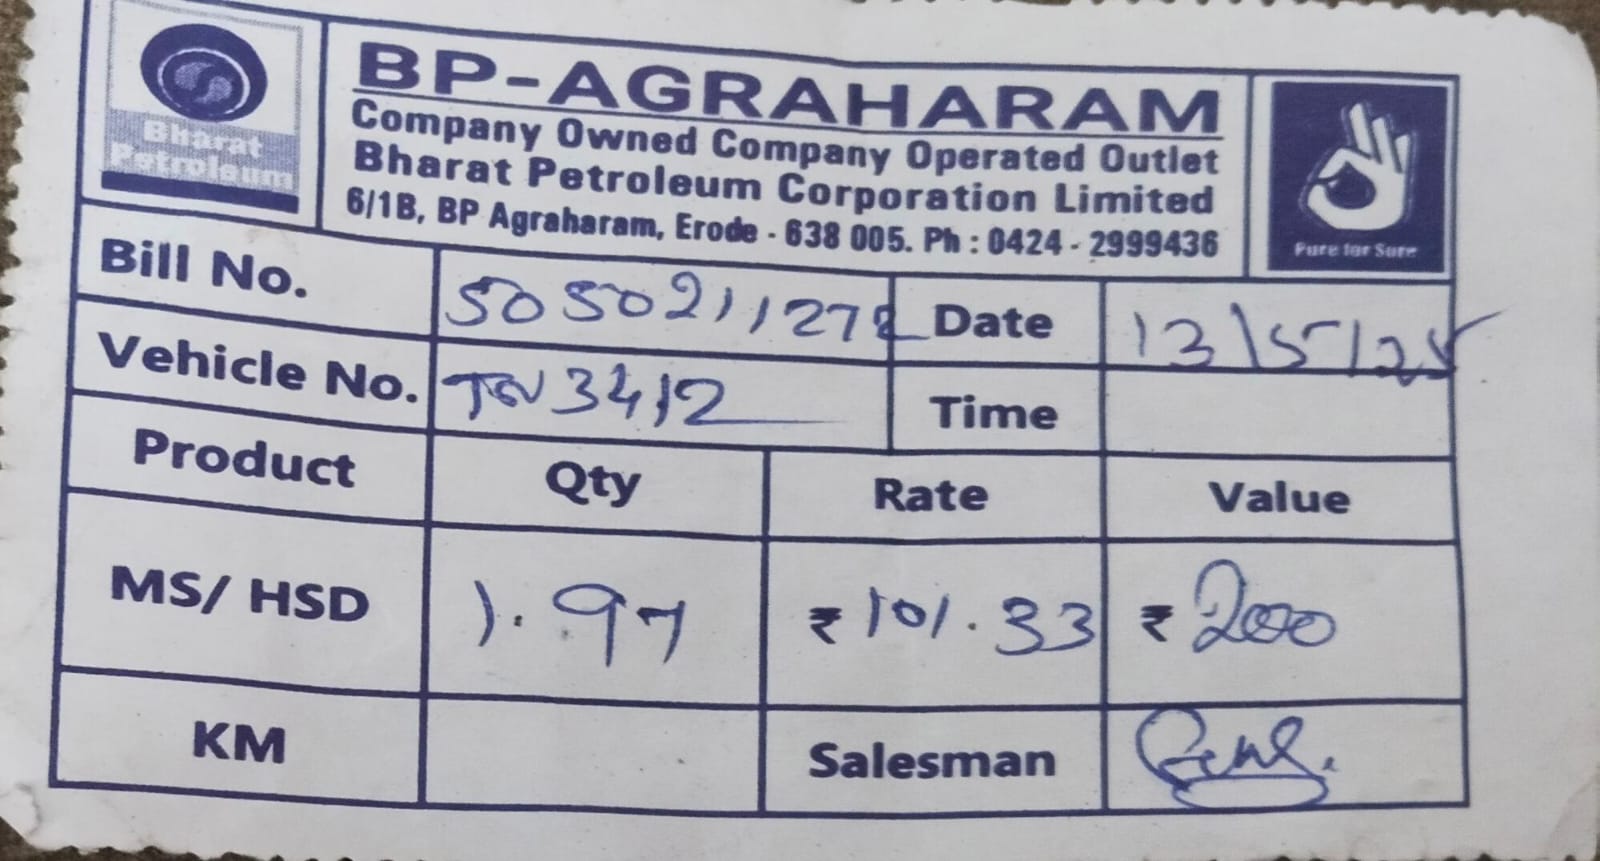 Bharat
Petroleum
BP-AGRAHARAM
Company Owned Company Operated Outlet
Bharat Petroleum Corporation Limited
6/1B, BP Agraharam, Erode - 638 005. Ph : 0424 - 2999436
Pure for Sure
Bill No. 50502111272 Date 13/5/25
Vehicle No. 3412 Time
Product Qty Rate Value
MS/ HSD 1.97 ₹ 101.33 ₹ 200
KM Salesman